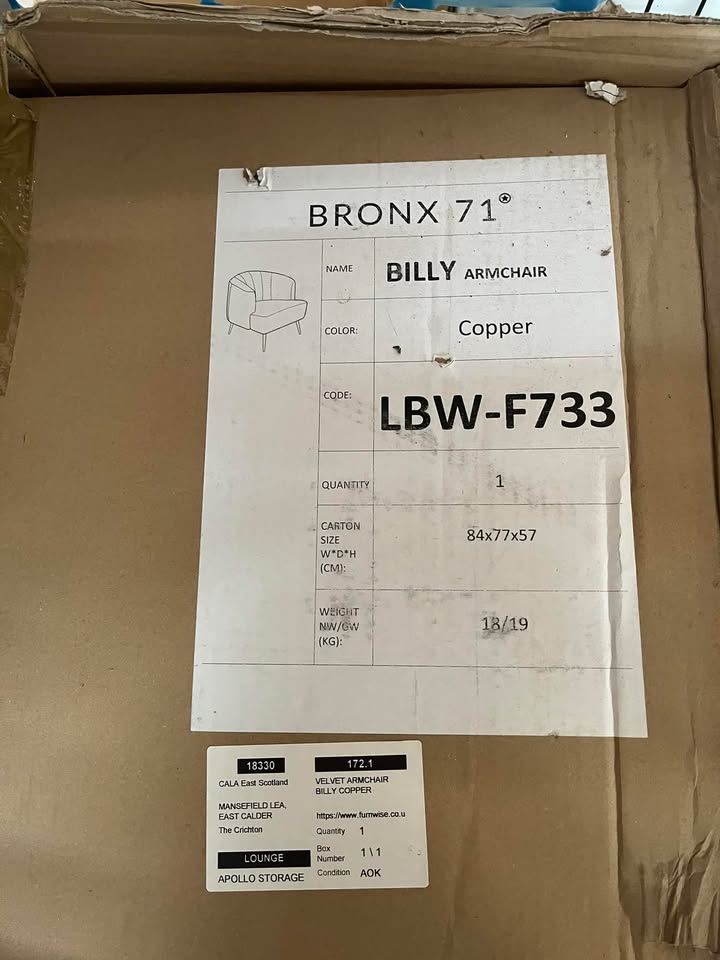 BRONX 71
NAME BILLY ARMCHAIR
COLOR: Copper
CODE: LBW-F733
QUANTITY 1
CARTON
SIZE
W*D*H
(CM): 84x77x57
WEIGHT
NW/GW
(KG): 18/19
18330
CALA East Scotland
MANSEFIELD LEA,
EAST CALDER
The Crichton
LOUNGE
APOLLO STORAGE
172.1
VELVET ARMCHAIR
BILLY COPPER
https://www.furnwise.co.u
Quantity 1
Box
Number 1\1
Condition AOK